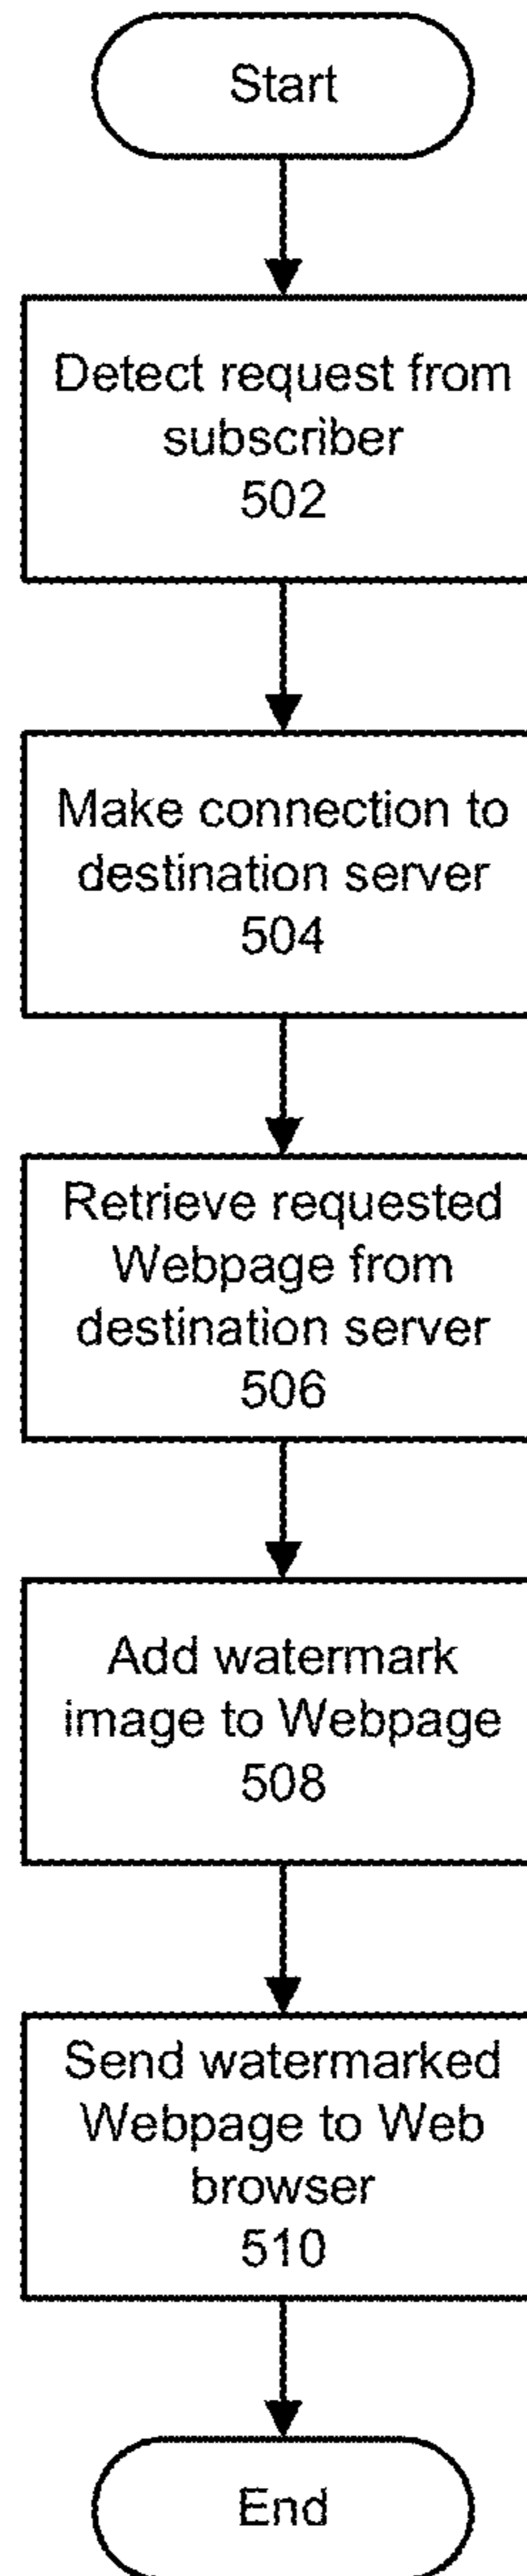 Start
Detect request from
subscriber
502
Make connection to
destination server
504
Retrieve requested
Webpage from
destination server
506
Add watermark
image to Webpage
508
Send watermarked
Webpage to Web
browser
510
End